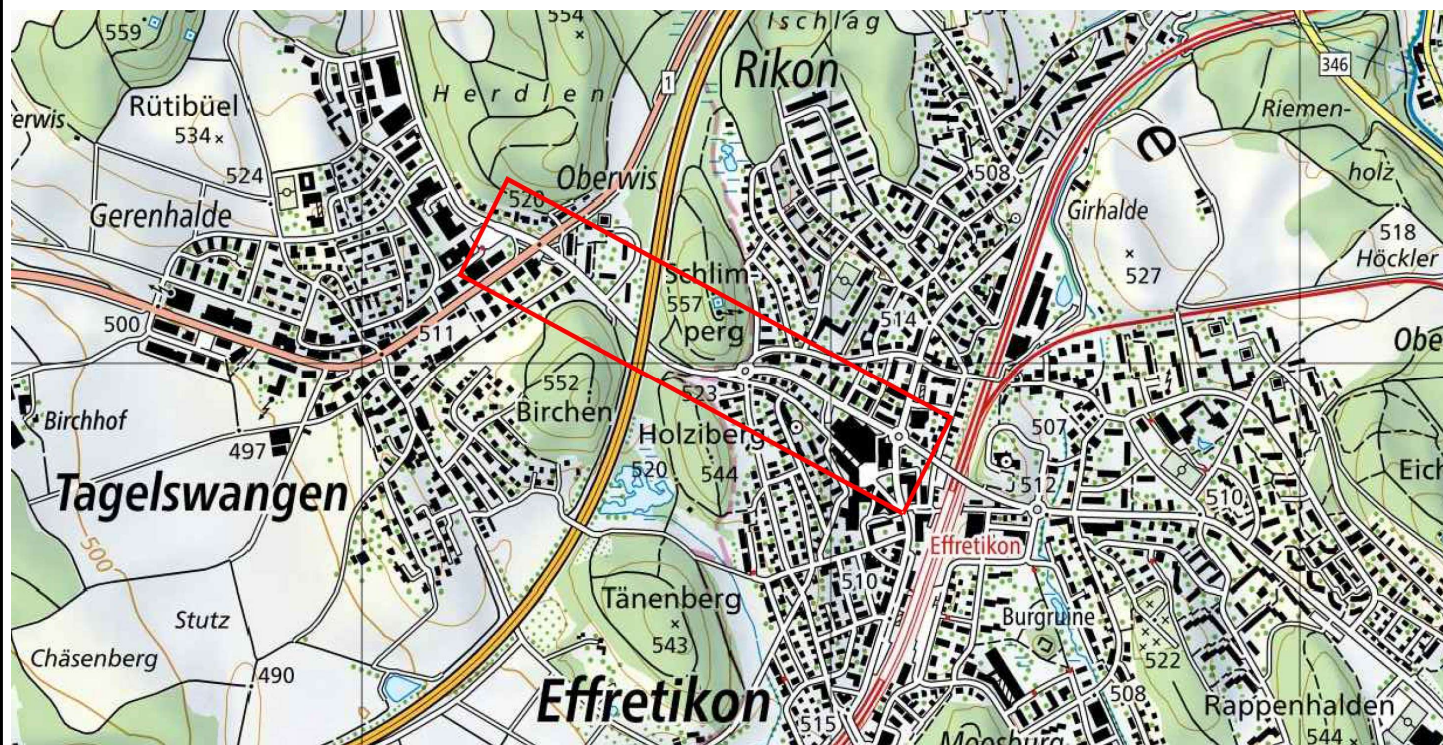 559
554
Ischlag
Rikon
346
Herdlen
1
Rütibüel
534
erwis
Riemen-
holz
e
524
520
Oberwis
508
Gerenhalde
Girhalde
518
Höckler
527
Schlim-
557
perg
500
511
514
Obe
552
Birchen
523
Birchhof
497
Holziberg
507
544
520
Eich
512
510
Tagelswangen
Effretikon
500
510
Tänenberg
543
Stutz
Burgruine
522
Chäsenberg
490
508
Effretikon
515
Rappenhalden
544
Moosburg